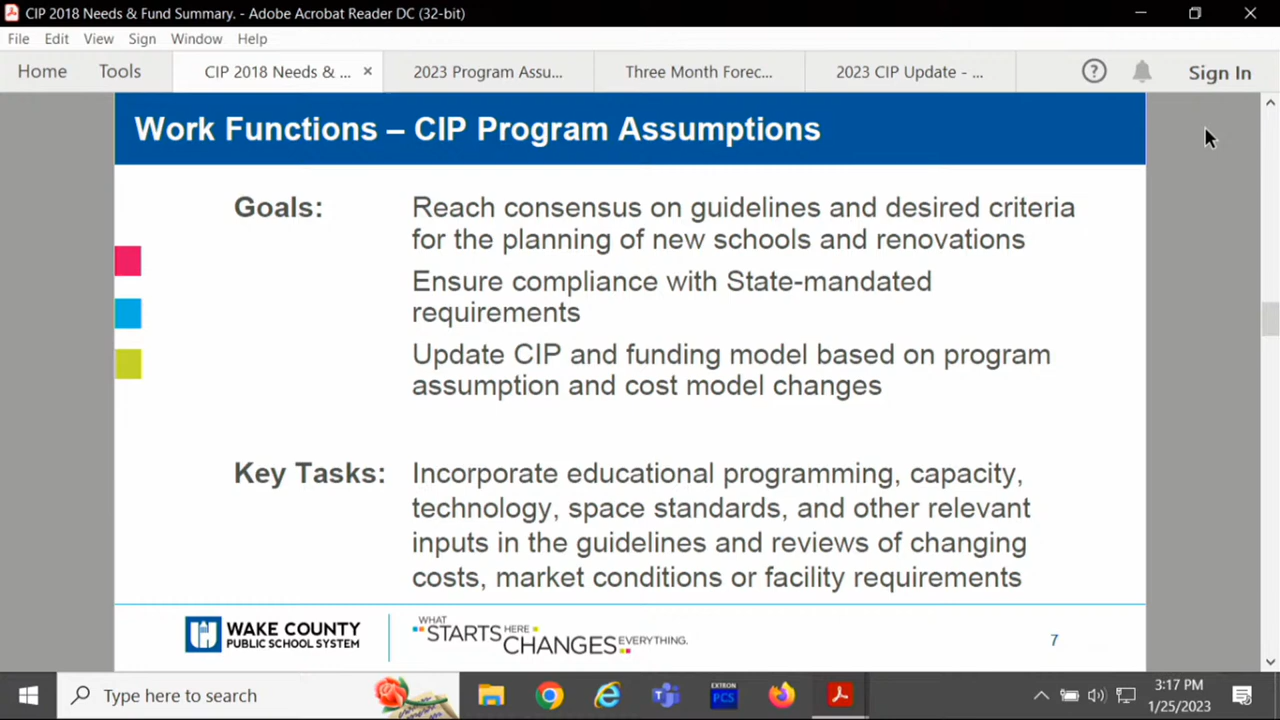 CIP 2018 Needs & Fund Summary. - Adobe Acrobat Reader DC (32-bit)
File Edit View Sign Window Help
Home Tools CIP 2018 Needs & ... × 2023 Program Assu... Three Month Forec... 2023 CIP Update - ... ? Sign In
Work Functions – CIP Program Assumptions
Goals: Reach consensus on guidelines and desired criteria
for the planning of new schools and renovations
Ensure compliance with State-mandated
requirements
Update CIP and funding model based on program
assumption and cost model changes
Key Tasks: Incorporate educational programming, capacity,
technology, space standards, and other relevant
inputs in the guidelines and reviews of changing
costs, market conditions or facility requirements
WAKE COUNTY
PUBLIC SCHOOL SYSTEM
WHAT
STARTS HERE
CHANGES EVERYTHING.
7
Type here to search
EXTRON
PCS
3:17 PM
1/25/2023